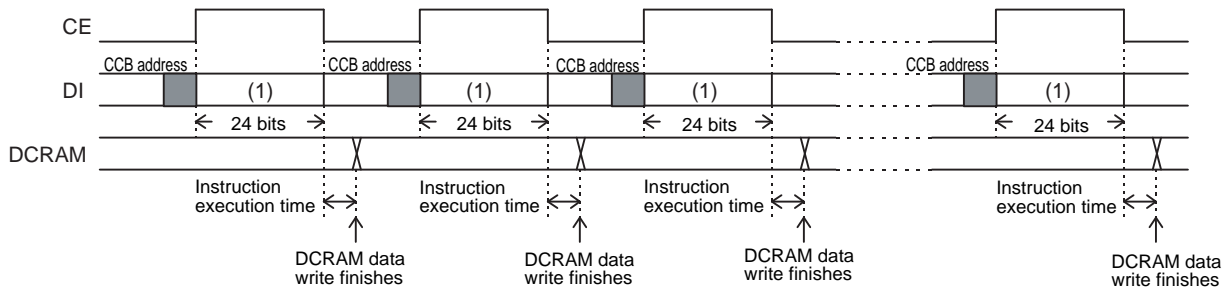 CE
CCB address CCB address CCB address CCB address
DI (1) (1) (1) (1)
24 bits 24 bits 24 bits 24 bits
DCRAM
Instruction Instruction Instruction Instruction
execution time execution time execution time execution time
DCRAM data DCRAM data DCRAM data DCRAM data
write finishes write finishes write finishes write finishes